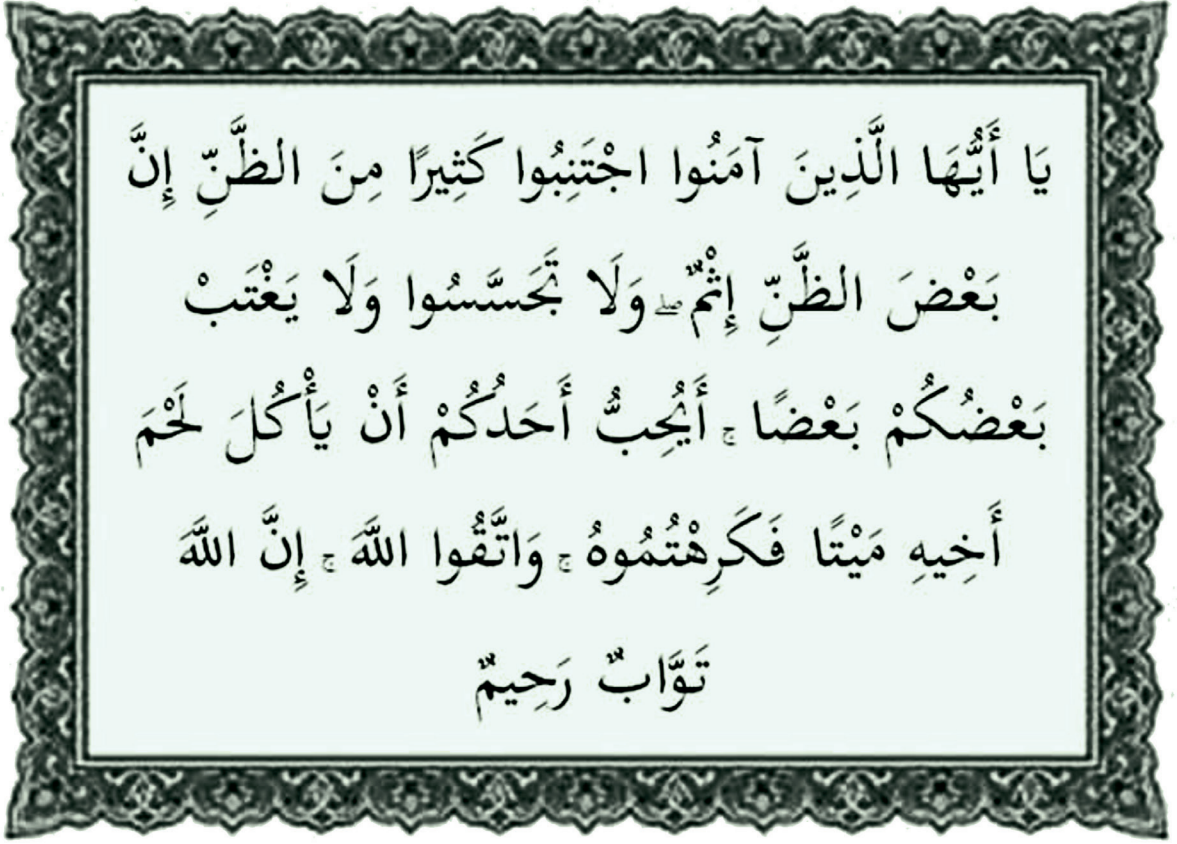 يَا أَيُّهَا الَّذِينَ آمَنُوا اجْتَنِبُوا كَثِيرًا مِنَ الظَّنِّ إِنَّ
بَعْضَ الظَّنِّ إِثْمٌ ۖ وَلَا تَحَسَّسُوا وَلَا يَغْتَبْ
بَعْضُكُمْ بَعْضًا ۚ أَيُحِبُّ أَحَدُكُمْ أَنْ يَأْكُلَ لَحْمَ
أَخِيهِ مَيْتًا فَكَرِهْتُمُوهُ ۚ وَاتَّقُوا اللَّهَ ۚ إِنَّ اللَّهَ
تَوَّابٌ رَحِيمٌ